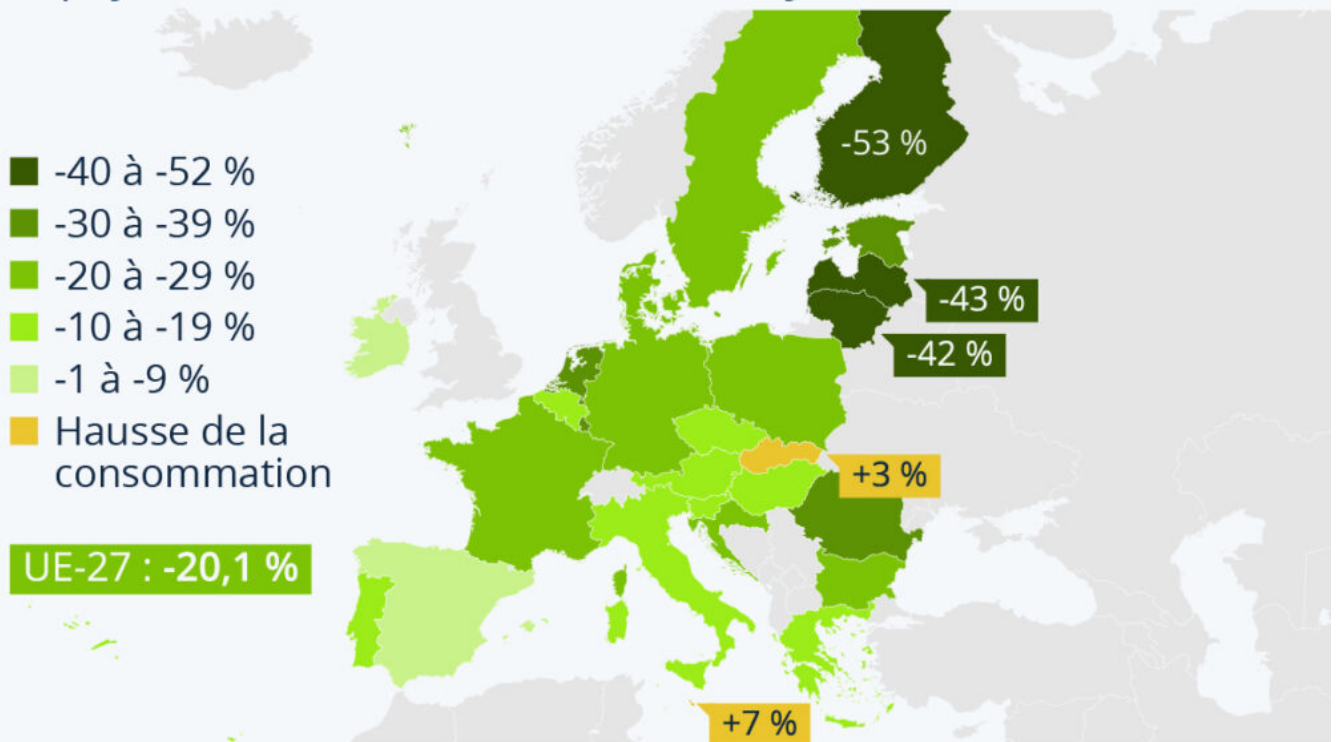 -40 à -52 %
-30 à -39 %
-20 à -29 %
-10 à -19 %
-1 à -9 %
Hausse de la
consommation
UE-27 : -20,1 %
-53 %
-43 %
-42 %
+3 %
+7 %